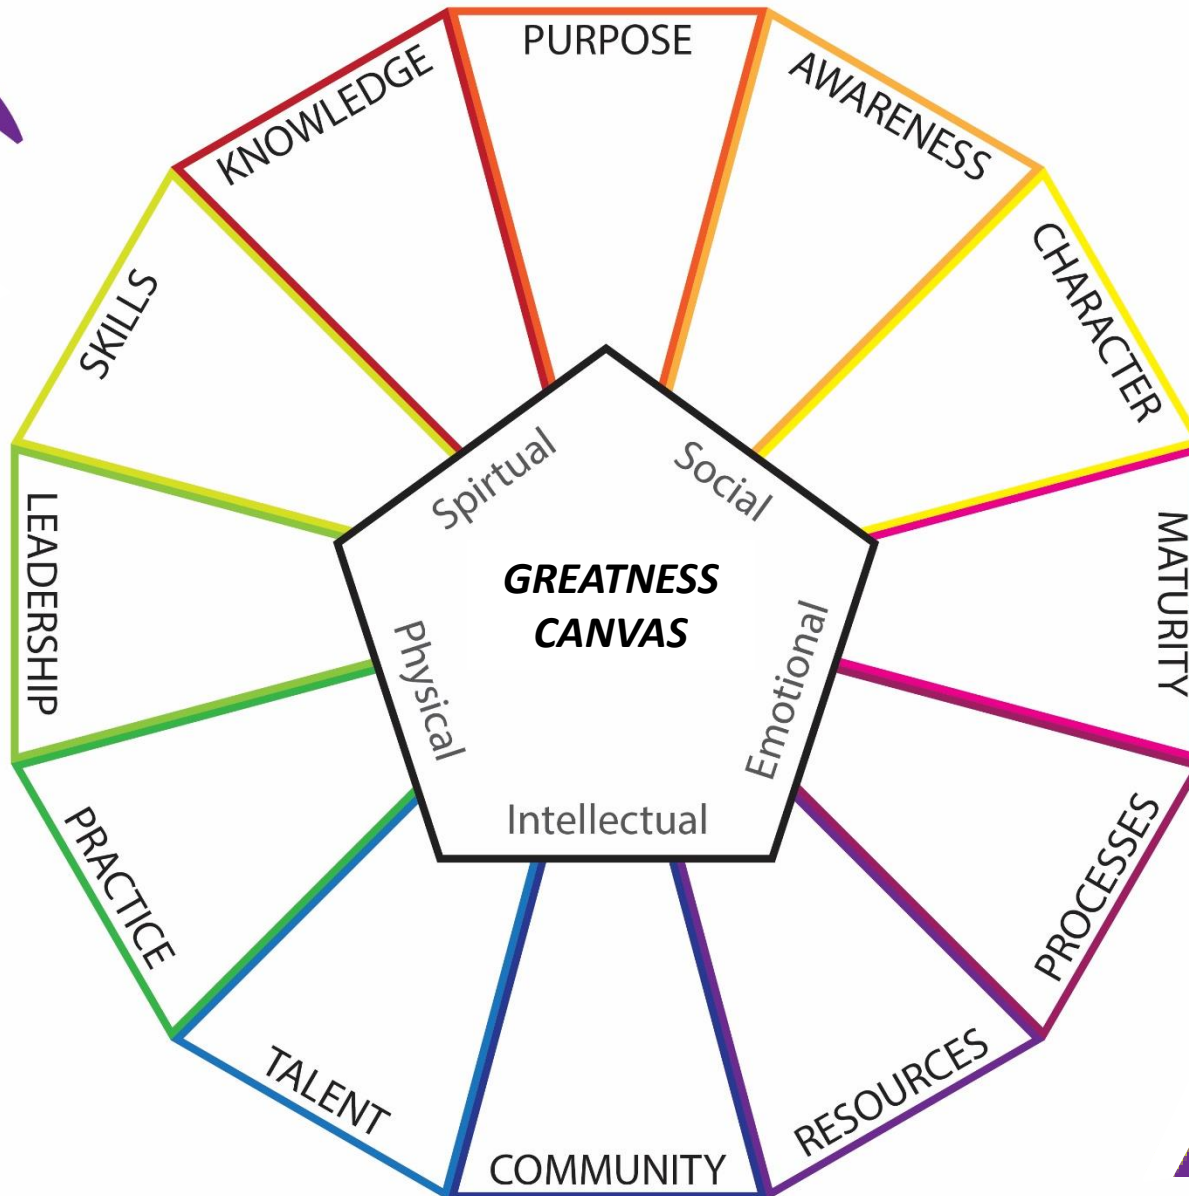 PURPOSE
AWARENESS
CHARACTER
MATURITY
PROCESSES
RESOURCES
COMMUNITY
TALENT
PRACTICE
LEADERSHIP
SKILLS
KNOWLEDGE
Spirtual
Social
Emotional
Intellectual
Physical
GREATNESS
CANVAS